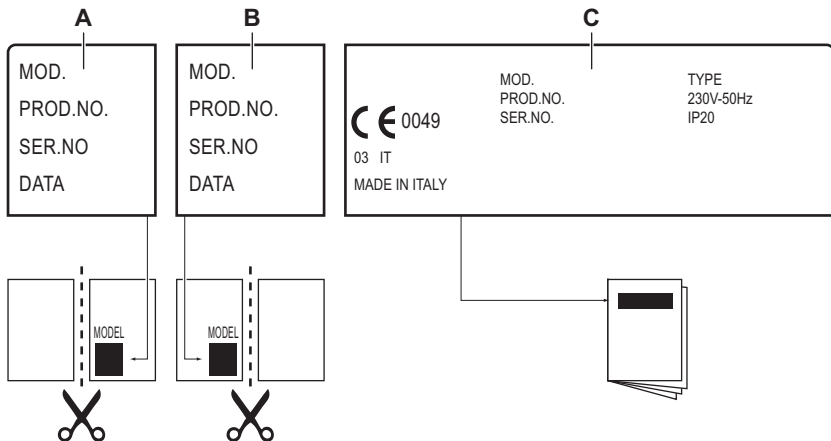 A
B
C
MOD.
PROD.NO.
SER.NO
DATA
MOD.
PROD.NO.
SER.NO
DATA
MOD. TYPE
PROD.NO. 230V-50Hz
SER.NO. IP20
CE 0049
03 IT
MADE IN ITALY
MODEL
MODEL